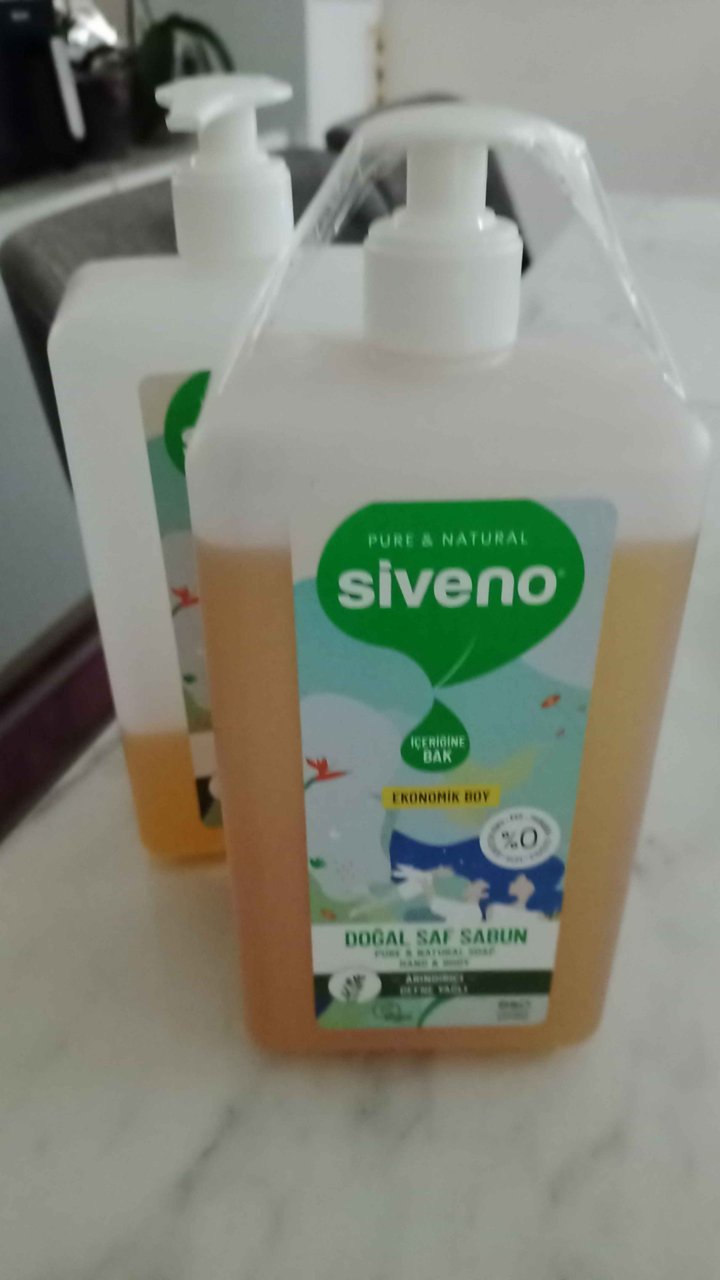 PURE & NATURAL
siveno
İÇERİĞİNE
BAK
EKONOMİK BOY
%0
DOĞAL SAF SABUN
PURE & NATURAL SOAP
HAND & BODY
ARINDIRICI
DEFNE YAĞLI